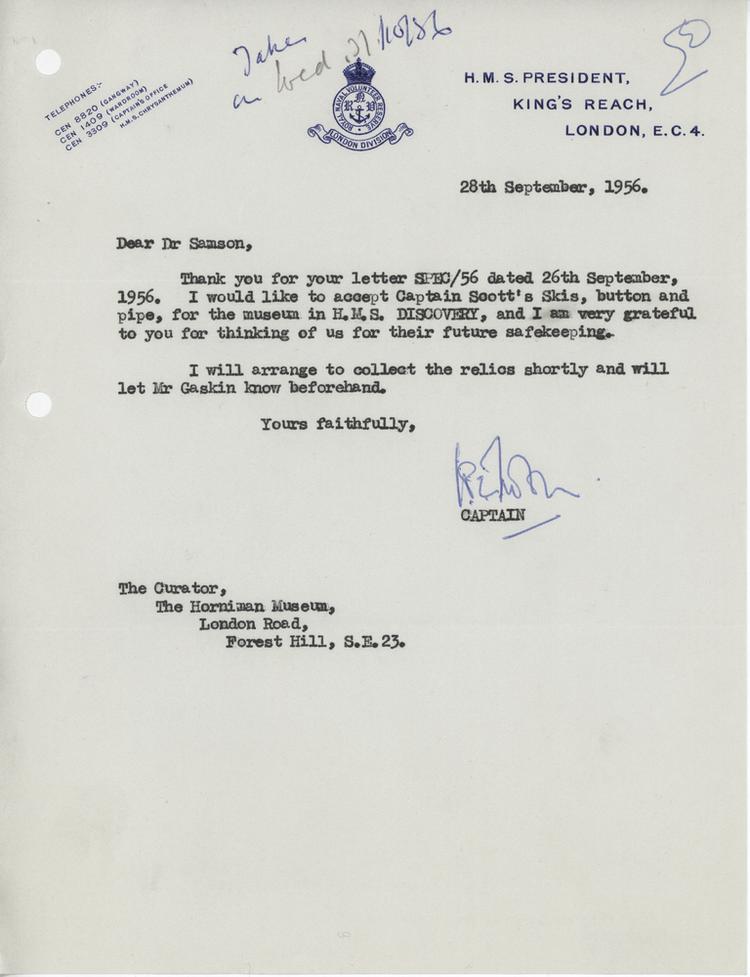 Taken
on Wed 31/10/56
TELEPHONES:-
CEN 8820 (GANGWAY)
CEN 1409 (WARDROOM)
CEN 3309 (CAPTAIN'S OFFICE
H.M.S. CHRYSANTHEMUM)
ROYAL NAVAL VOLUNTEER RESERVE
RNVR
LONDON DIVISION
H.M.S. PRESIDENT,
KING'S REACH,
LONDON, E.C.4.
28th September, 1956.
Dear Dr Samson,
Thank you for your letter SPEC/56 dated 26th September,
1956. I would like to accept Captain Scott's Skis, button and
pipe, for the museum in H.M.S. DISCOVERY, and I am very grateful
to you for thinking of us for their future safekeeping.
I will arrange to collect the relics shortly and will
let Mr Gaskin know beforehand.
Yours faithfully,
CAPTAIN
The Curator,
The Horniman Museum,
London Road,
Forest Hill, S.E.23.